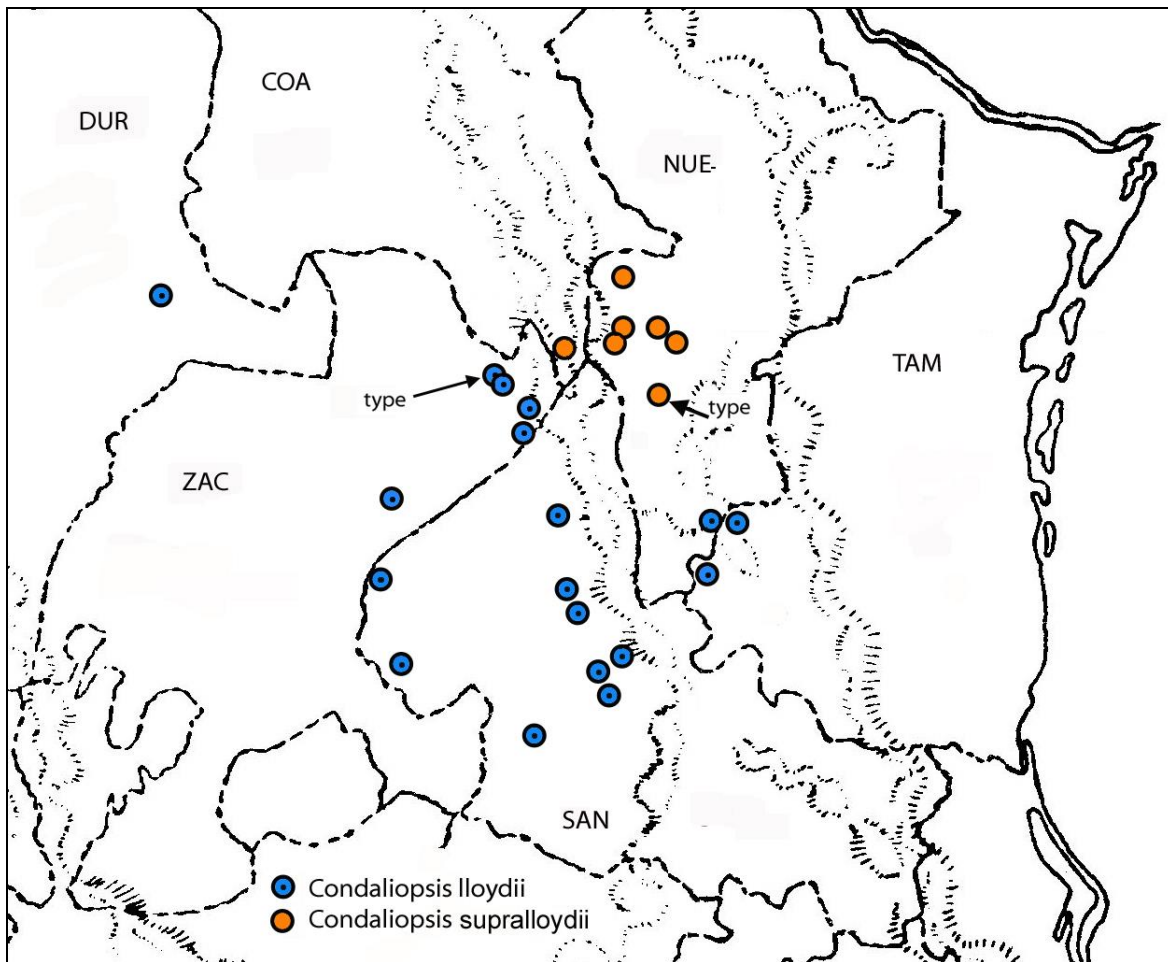 COA
DUR
NUE-
TAM
type
type
ZAC
SAN
Condaliopsis lloydii
Condaliopsis supralloydii